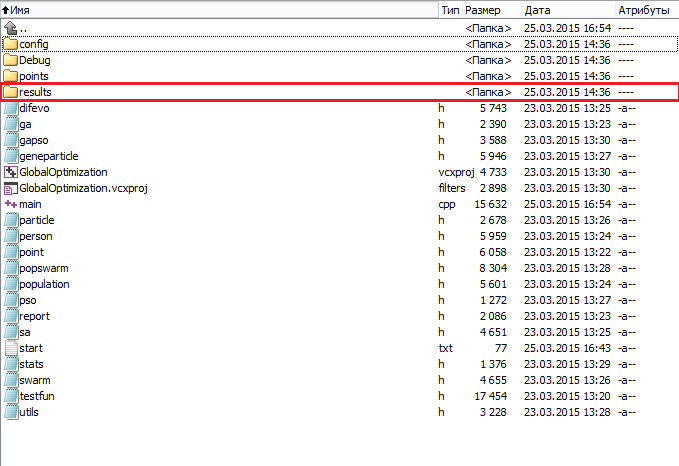 Имя Тип Размер Дата Атрибуты
.. <Папка> 25.03.2015 16:54 ----
config <Папка> 25.03.2015 14:36 ----
Debug <Папка> 25.03.2015 14:36 ----
points <Папка> 25.03.2015 14:36 ----
results <Папка> 25.03.2015 14:36 ----
difevo h 5 743 23.03.2015 13:25 -a--
ga h 2 390 23.03.2015 13:23 -a--
gapso h 3 588 23.03.2015 13:30 -a--
geneparticle h 5 946 23.03.2015 13:27 -a--
GlobalOptimization vcxproj 4 733 23.03.2015 13:30 -a--
GlobalOptimization.vcxproj filters 2 898 23.03.2015 13:30 -a--
main cpp 15 632 25.03.2015 16:54 -a--
particle h 2 678 23.03.2015 13:26 -a--
person h 5 959 23.03.2015 13:24 -a--
point h 6 058 23.03.2015 13:22 -a--
popswarm h 8 304 23.03.2015 13:28 -a--
population h 5 601 23.03.2015 13:24 -a--
pso h 1 272 23.03.2015 13:27 -a--
report h 2 086 23.03.2015 13:23 -a--
sa h 4 651 23.03.2015 13:25 -a--
start txt 77 25.03.2015 16:43 -a--
stats h 1 376 23.03.2015 13:29 -a--
swarm h 4 655 23.03.2015 13:26 -a--
testfun h 17 454 23.03.2015 13:20 -a--
utils h 3 228 23.03.2015 13:28 -a--